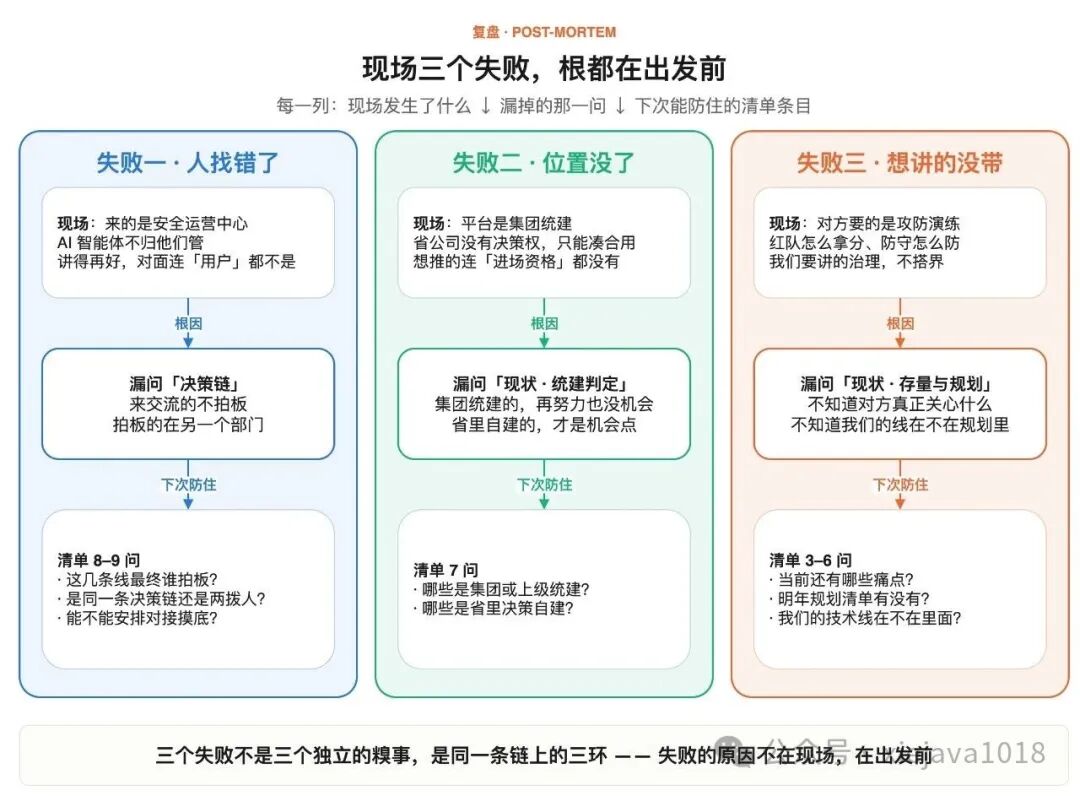 复盘 · POST-MORTEM
现场三个失败，根都在出发前
每一列：现场发生了什么 ↓ 漏掉的那一问 ↓ 下次能防住的清单条目
失败一 · 人找错了
现场：来的是安全运营中心
AI 智能体不归他们管
讲得再好，对面连「用户」都不是
根因
漏问「决策链」
来交流的不拍板
拍板的在另一个部门
下次防住
清单 8–9 问
· 这几条线最终谁拍板？
· 是同一条决策链还是两拨人？
· 能不能安排对接摸底？
失败二 · 位置没了
现场：平台是集团统建
省公司没有决策权，只能凑合用
想推的连「进场资格」都没有
根因
漏问「现状 · 统建判定」
集团统建的，再努力也没机会
省里自建的，才是机会点
下次防住
清单 7 问
· 哪些是集团或上级统建？
· 哪些是省里决策自建？
失败三 · 想讲的没带
现场：对方要的是攻防演练
红队怎么拿分、防守怎么防
我们要讲的治理，不搭界
根因
漏问「现状 · 存量与规划」
不知道对方真正关心什么
不知道我们的线在不在规划里
下次防住
清单 3–6 问
· 当前还有哪些痛点？
· 明年规划清单有没有？
· 我们的技术线在不在里面？
三个失败不是三个独立的糗事，是同一条链上的三环 —— 失败的原因不在现场，在出发前
公众号
java1018